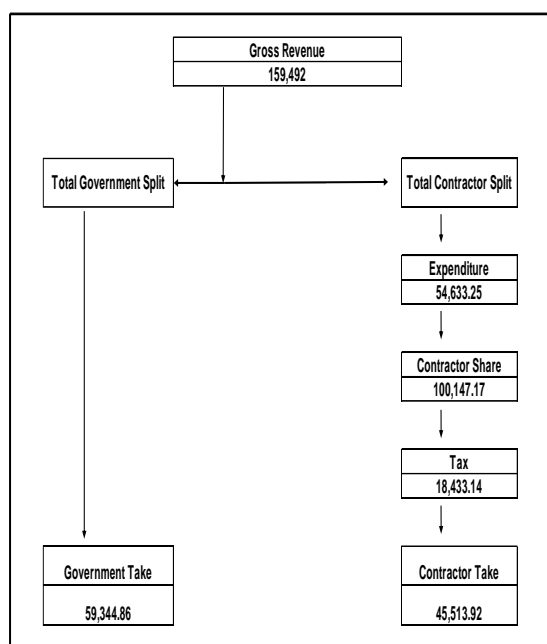 Gross Revenue
159,492
Total Government Split
Total Contractor Split
Expenditure
54,633.25
Contractor Share
100,147.17
Tax
18,433.14
Government Take
59,344.86
Contractor Take
45,513.92